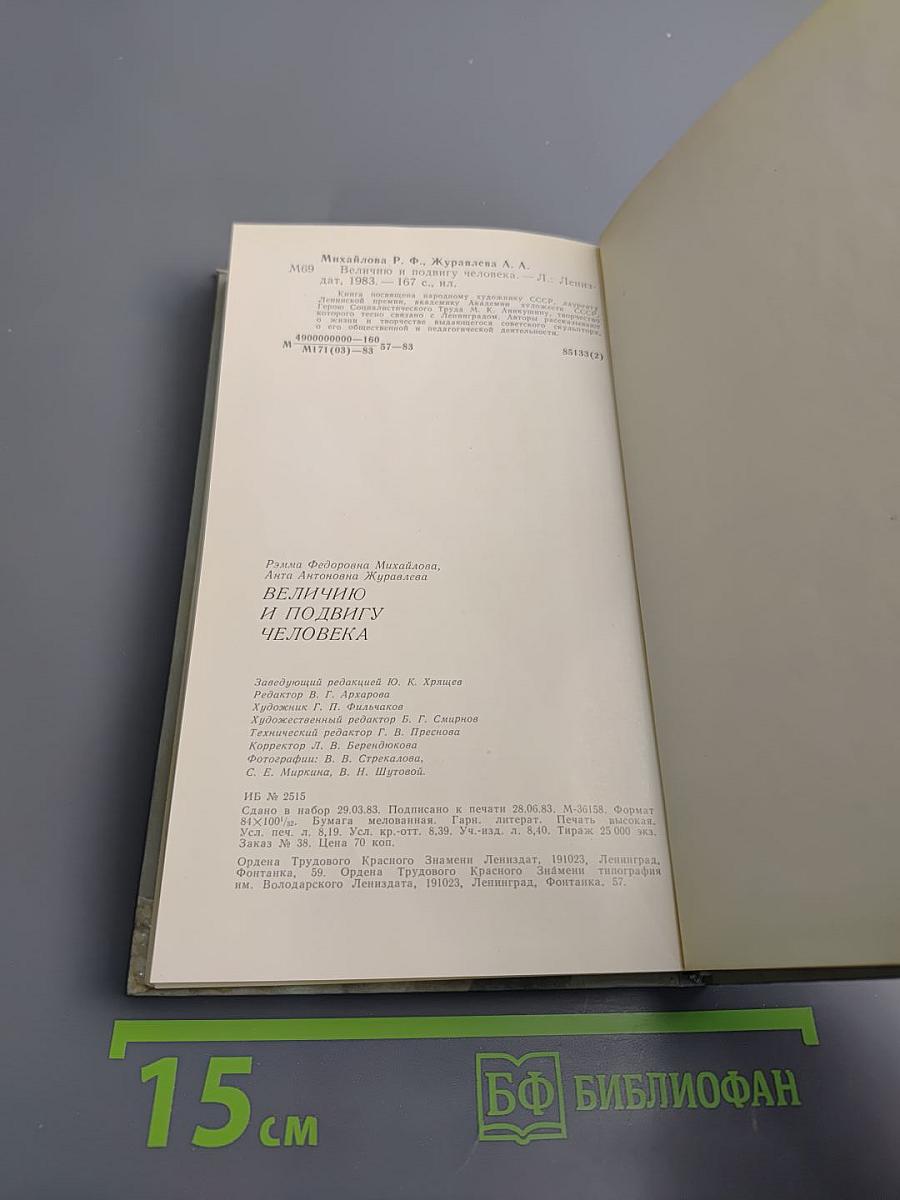 Михайлова Р. Ф., Журавлева А. А.
М69 Величию и подвигу человека. — Л.: Лениз-
дат, 1983. — 167 с., ил.
Книга посвящена народному художнику СССР, лауреату
Ленинской премии, академику Академии художеств СССР,
Герою Социалистического Труда М. К. Аникушину, творчество
которого тесно связано с Ленинградом. Авторы рассказывают
о жизни и творчестве выдающегося советского скульптора,
о его общественной и педагогической деятельности.
4900000000—160
М 57—83
М171(03)—83
85133(2)
Рэмма Федоровна Михайлова,
Анта Антоновна Журавлева
ВЕЛИЧИЮ
И ПОДВИГУ
ЧЕЛОВЕКА
Заведующий редакцией Ю. К. Хрящев
Редактор В. Г. Архарова
Художник Г. П. Фильчаков
Художественный редактор Б. Г. Смирнов
Технический редактор Г. В. Преснова
Корректор Л. В. Берендюкова
Фотографии: В. В. Стрекалова,
С. Е. Миркина, В. Н. Шутовой.
ИБ № 2515
Сдано в набор 29.03.83. Подписано к печати 28.06.83. М-36158. Формат
84×100¹/₃₂. Бумага мелованная. Гарн. литерат. Печать высокая.
Усл. печ. л. 8,19. Усл. кр.-отт. 8,39. Уч.-изд. л. 8,40. Тираж 25 000 экз.
Заказ № 38. Цена 70 коп.
Ордена Трудового Красного Знамени Лениздат, 191023, Ленинград,
Фонтанка, 59. Ордена Трудового Красного Знамени типография
им. Володарского Лениздата, 191023, Ленинград, Фонтанка, 57.
15 см
БФ БИБЛИОФАН